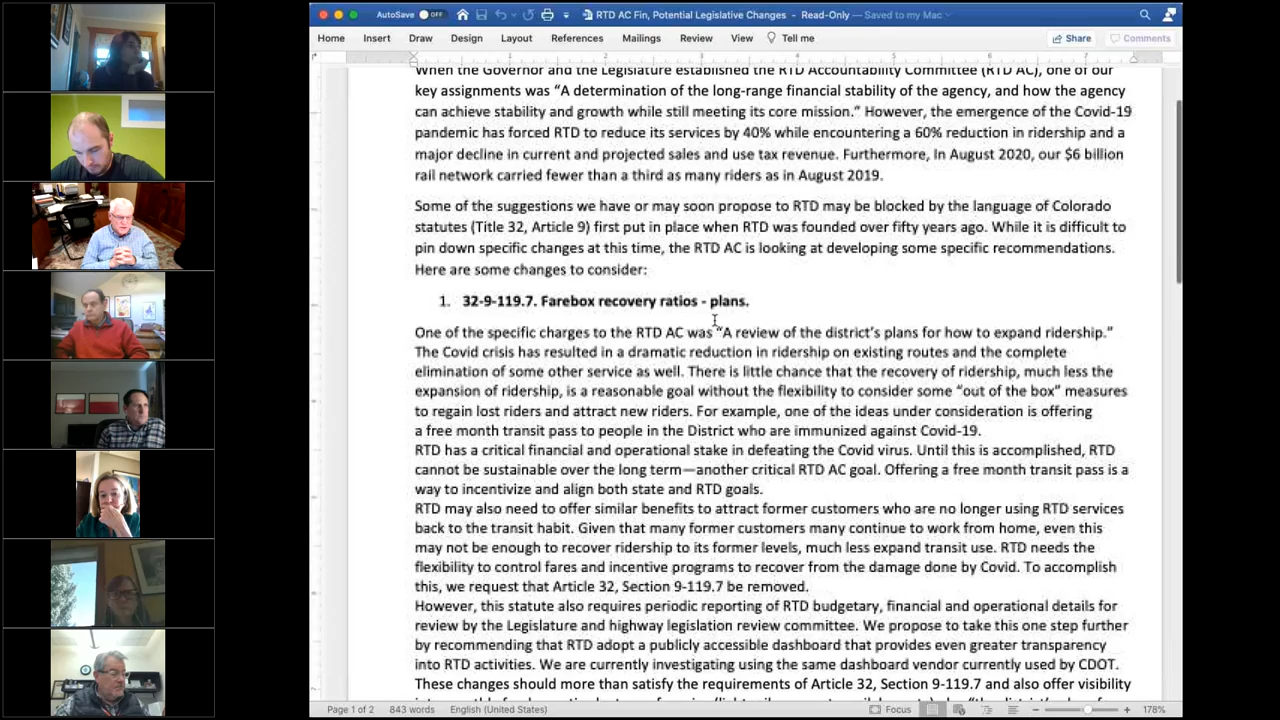 AutoSave OFF RTD AC Fin, Potential Legislative Changes - Read-Only — Saved to my Mac
Home Insert Draw Design Layout References Mailings Review View Tell me Share Comments
1 2 3 4 5 6 7
When the Governor and the Legislature established the RTD Accountability Committee (RTD AC), one of our
key assignments was “A determination of the long-range financial stability of the agency, and how the agency
can achieve stability and growth while still meeting its core mission.” However, the emergence of the Covid-19
pandemic has forced RTD to reduce its services by 40% while encountering a 60% reduction in ridership and a
major decline in current and projected sales and use tax revenue. Furthermore, In August 2020, our $6 billion
rail network carried fewer than a third as many riders as in August 2019.
Some of the suggestions we have or may soon propose to RTD may be blocked by the language of Colorado
statutes (Title 32, Article 9) first put in place when RTD was founded over fifty years ago. While it is difficult to
pin down specific changes at this time, the RTD AC is looking at developing some specific recommendations.
Here are some changes to consider:
1. 32-9-119.7. Farebox recovery ratios - plans.
One of the specific charges to the RTD AC was “A review of the district’s plans for how to expand ridership.”
The Covid crisis has resulted in a dramatic reduction in ridership on existing routes and the complete
elimination of some other service as well. There is little chance that the recovery of ridership, much less the
expansion of ridership, is a reasonable goal without the flexibility to consider some “out of the box” measures
to regain lost riders and attract new riders. For example, one of the ideas under consideration is offering
a free month transit pass to people in the District who are immunized against Covid-19.
RTD has a critical financial and operational stake in defeating the Covid virus. Until this is accomplished, RTD
cannot be sustainable over the long term—another critical RTD AC goal. Offering a free month transit pass is a
way to incentivize and align both state and RTD goals.
RTD may also need to offer similar benefits to attract former customers who are no longer using RTD services
back to the transit habit. Given that many former customers many continue to work from home, even this
may not be enough to recover ridership to its former levels, much less expand transit use. RTD needs the
flexibility to control fares and incentive programs to recover from the damage done by Covid. To accomplish
this, we request that Article 32, Section 9-119.7 be removed.
However, this statute also requires periodic reporting of RTD budgetary, financial and operational details for
review by the Legislature and highway legislation review committee. We propose to take this one step further
by recommending that RTD adopt a publicly accessible dashboard that provides even greater transparency
into RTD activities. We are currently investigating using the same dashboard vendor currently used by CDOT.
These changes should more than satisfy the requirements of Article 32, Section 9-119.7 and also offer visibility
Page 1 of 2 843 words English (United States) Focus 178%